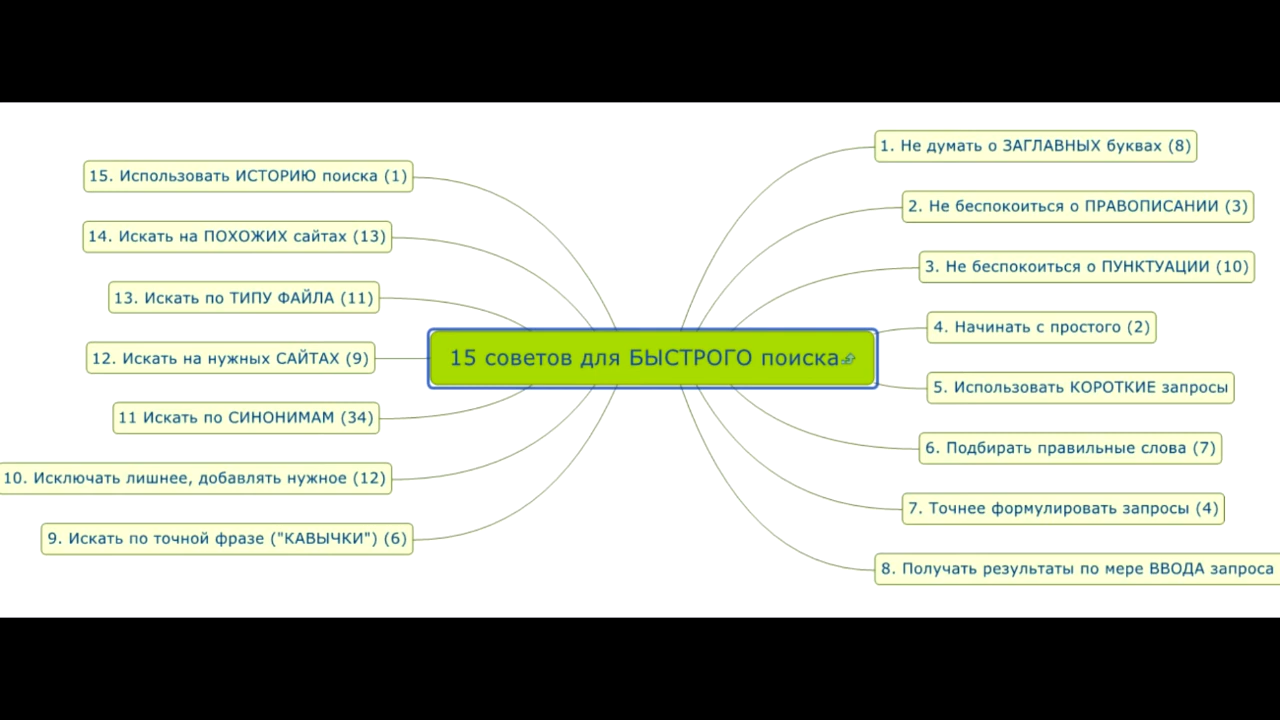 15 советов для БЫСТРОГО поиска
1. Не думать о ЗАГЛАВНЫХ буквах (8)
2. Не беспокоиться о ПРАВОПИСАНИИ (3)
3. Не беспокоиться о ПУНКТУАЦИИ (10)
4. Начинать с простого (2)
5. Использовать КОРОТКИЕ запросы
6. Подбирать правильные слова (7)
7. Точнее формулировать запросы (4)
8. Получать результаты по мере ВВОДА запроса
9. Искать по точной фразе ("КАВЫЧКИ") (6)
10. Исключать лишнее, добавлять нужное (12)
11 Искать по СИНОНИМАМ (34)
12. Искать на нужных САЙТАХ (9)
13. Искать по ТИПУ ФАЙЛА (11)
14. Искать на ПОХОЖИХ сайтах (13)
15. Использовать ИСТОРИЮ поиска (1)